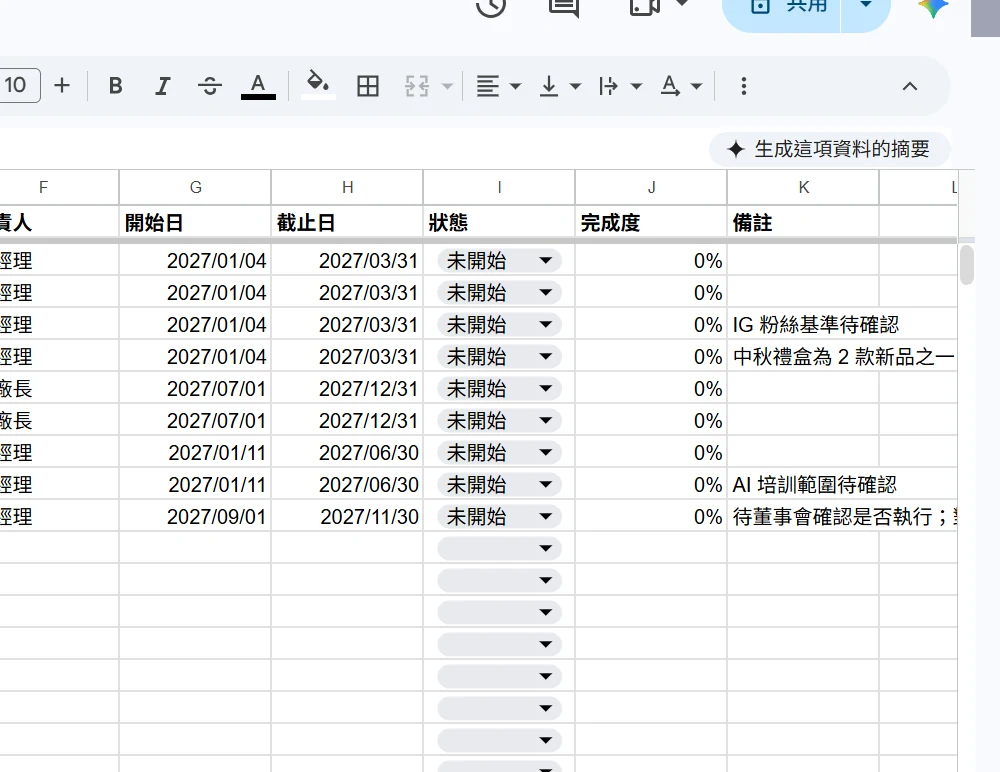 共用
10 B I S A A
生成這項資料的摘要
F G H I J K L
責人 開始日 截止日 狀態 完成度 備註
經理 2027/01/04 2027/03/31 未開始 0%
經理 2027/01/04 2027/03/31 未開始 0%
經理 2027/01/04 2027/03/31 未開始 0% IG 粉絲基準待確認
經理 2027/01/04 2027/03/31 未開始 0% 中秋禮盒為 2 款新品之一
廠長 2027/07/01 2027/12/31 未開始 0%
廠長 2027/07/01 2027/12/31 未開始 0%
經理 2027/01/11 2027/06/30 未開始 0%
經理 2027/01/11 2027/06/30 未開始 0% AI 培訓範圍待確認
經理 2027/09/01 2027/11/30 未開始 0% 待董事會確認是否執行；